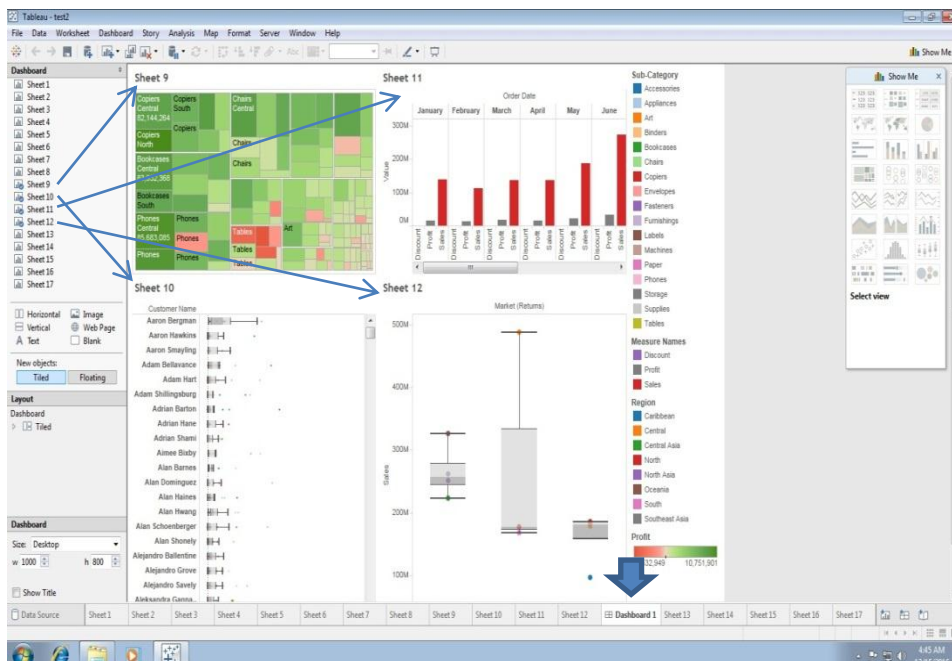 Tableau - test2
File Data Worksheet Dashboard Story Analysis Map Format Server Window Help
Abc
Show Me
Dashboard
Sheet 1
Sheet 2
Sheet 3
Sheet 4
Sheet 5
Sheet 6
Sheet 7
Sheet 8
Sheet 9
Sheet 10
Sheet 11
Sheet 12
Sheet 13
Sheet 14
Sheet 15
Sheet 16
Sheet 17
Horizontal Image
Vertical Web Page
A Text Blank
New objects:
Tiled Floating
Layout
Dashboard
Tiled
Dashboard
Size: Desktop
w 1000 h 800
Show Title
Sheet 9
Copiers Central 82,144,264
Copiers South
Chairs Central
Copiers North
Copiers
Chairs
Bookcases Central
Chairs
Bookcases South
Phones Central 85,683,085
Phones
Phones
Tables
Art
Tables
Phones
Phones
Tables
Sheet 11
Order Date
January February March April May June
Value
300M
200M
100M
0M
Discount Profit Sales Discount Profit Sales Discount Profit Sales Discount Profit Sales Discount Profit Sales Discount Profit Sales
Sheet 10
Customer Name
Aaron Bergman
Aaron Hawkins
Aaron Smayling
Adam Bellavance
Adam Hart
Adam Shillingsburg
Adrian Barton
Adrian Hane
Adrian Shami
Aimee Bixby
Alan Barnes
Alan Dominguez
Alan Haines
Alan Hwang
Alan Schoenberger
Alan Shonely
Alejandro Ballentine
Alejandro Grove
Alejandro Savely
Aleksandra Ganna..
Sheet 12
Market (Returns)
Sales
500M
400M
300M
200M
100M
Sub-Category
Accessories
Appliances
Art
Binders
Bookcases
Chairs
Copiers
Envelopes
Fasteners
Furnishings
Labels
Machines
Paper
Phones
Storage
Supplies
Tables
Measure Names
Discount
Profit
Sales
Region
Caribbean
Central
Central Asia
North
North Asia
Oceania
South
Southeast Asia
Profit
32,949 10,751,901
Show Me X
Select view
Data Source Sheet 1 Sheet 2 Sheet 3 Sheet 4 Sheet 5 Sheet 6 Sheet 7 Sheet 8 Sheet 9 Sheet 10 Sheet 11 Sheet 12 Dashboard 1 Sheet 13 Sheet 14 Sheet 15 Sheet 16 Sheet 17
4:45 AM